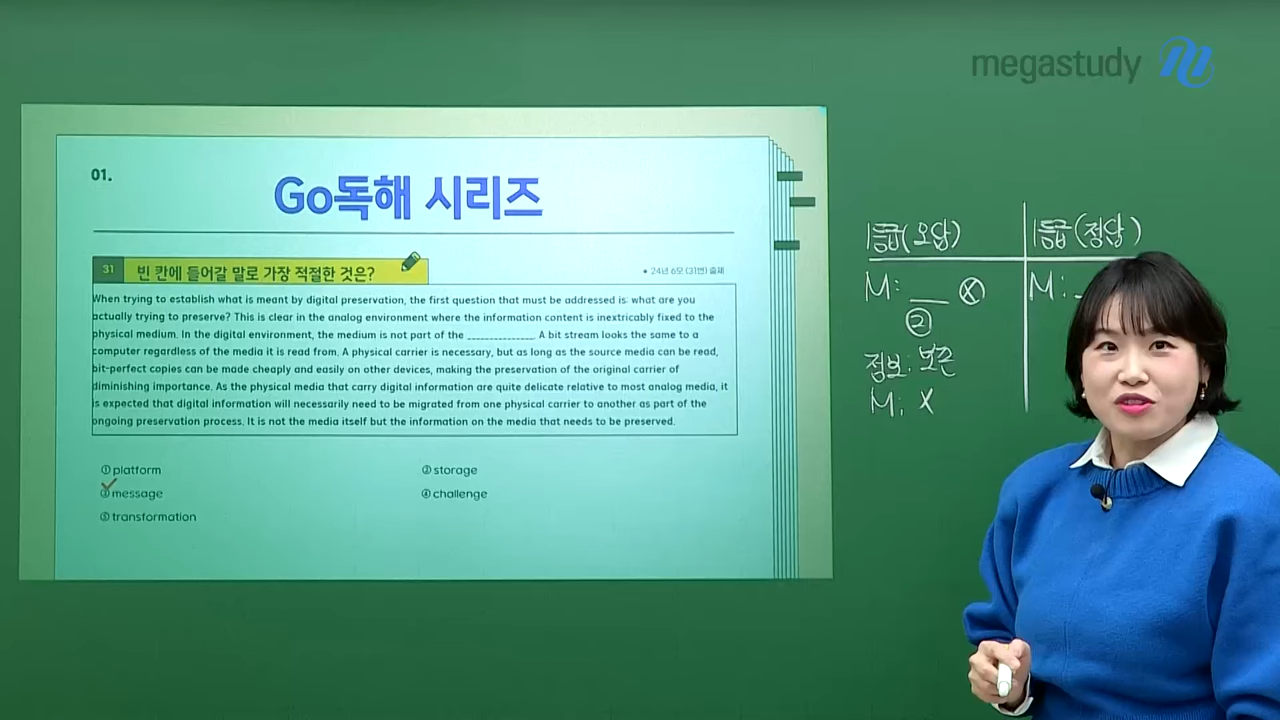 megastudy
01.
Go독해 시리즈
31 빈 칸에 들어갈 말로 가장 적절한 것은?
● 24년 6모 (31번) 출제
When trying to establish what is meant by digital preservation, the first question that must be addressed is: what are you
actually trying to preserve? This is clear in the analog environment where the information content is inextricably fixed to the
physical medium. In the digital environment, the medium is not part of the ______________. A bit stream looks the same to a
computer regardless of the media it is read from. A physical carrier is necessary, but as long as the source media can be read,
bit-perfect copies can be made cheaply and easily on other devices, making the preservation of the original carrier of
diminishing importance. As the physical media that carry digital information are quite delicate relative to most analog media, it
is expected that digital information will necessarily need to be migrated from one physical carrier to another as part of the
ongoing preservation process. It is not the media itself but the information on the media that needs to be preserved.
① platform
② storage
③ message
④ challenge
⑤ transformation
1등급(오답)
M: __ ⓧ
②
정보: 보존
M: X
1등급(정답)
M: